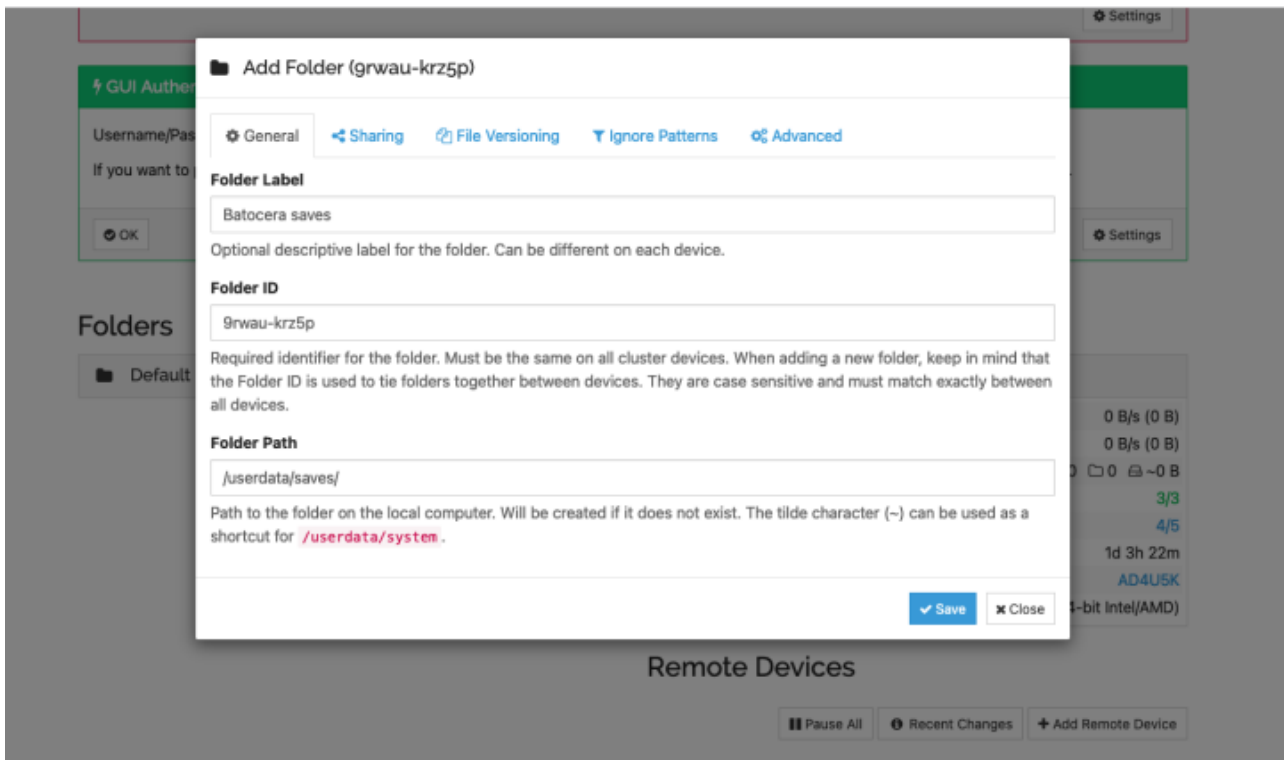 Settings
Add Folder (9rwau-krz5p)
GUI Authen
Username/Pas
If you want to
General
Sharing
File Versioning
Ignore Patterns
Advanced
Folder Label
Batocera saves
OK
Settings
Optional descriptive label for the folder. Can be different on each device.
Folder ID
9rwau-krz5p
Folders
Default
Required identifier for the folder. Must be the same on all cluster devices. When adding a new folder, keep in mind that
the Folder ID is used to tie folders together between devices. They are case sensitive and must match exactly between
all devices.
Folder Path
/userdata/saves/
Path to the folder on the local computer. Will be created if it does not exist. The tilde character (~) can be used as a
shortcut for /userdata/system.
Save
Close
0 B/s (0 B)
0 B/s (0 B)
0 ~0 B
3/3
4/5
1d 3h 22m
AD4U5K
4-bit Intel/AMD)
Remote Devices
Pause All
Recent Changes
+ Add Remote Device